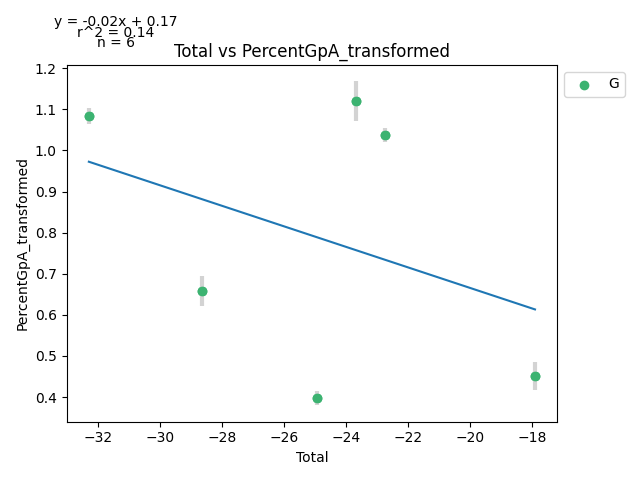 y = -0.02x + 0.17
r^2 = 0.14
n = 6
Total vs PercentGpA_transformed
G
1.2
1.1
1.0
0.9
0.8
0.7
0.6
0.5
0.4
PercentGpA_transformed
−32
−30
−28
−26
−24
−22
−20
−18
Total